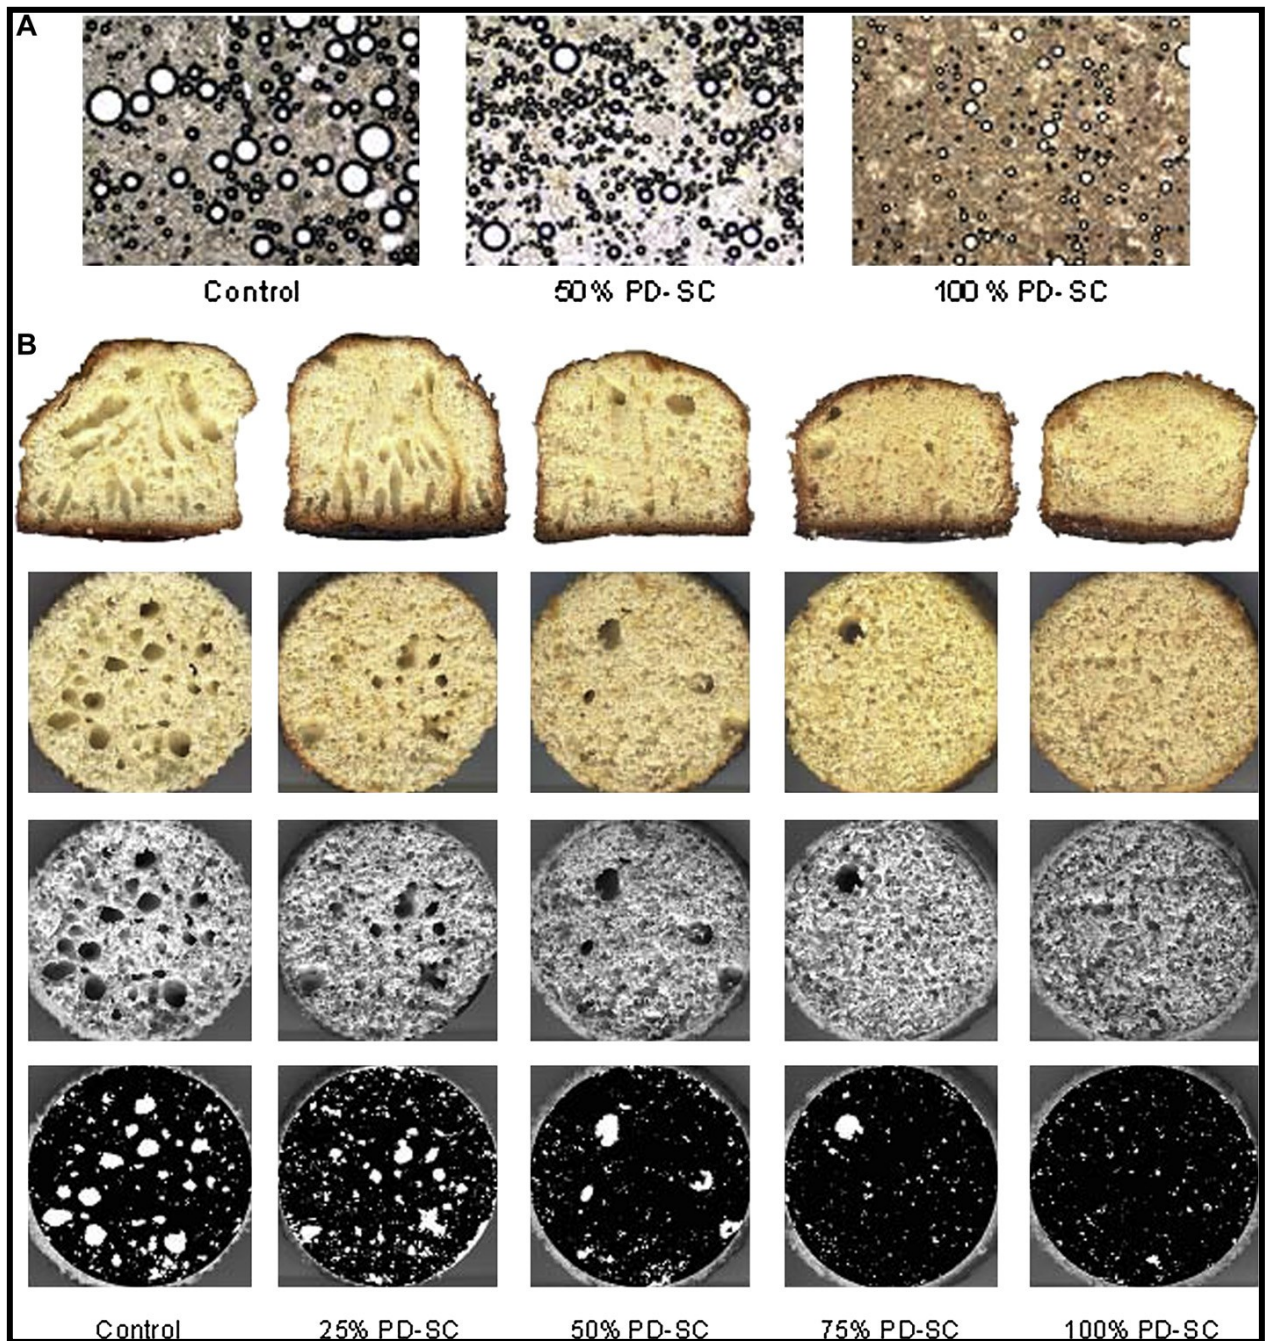 A
Control
50 % PD-SC
100 % PD-SC
B
Control
25% PD-SC
50% PD-SC
75% PD-SC
100% PD-SC